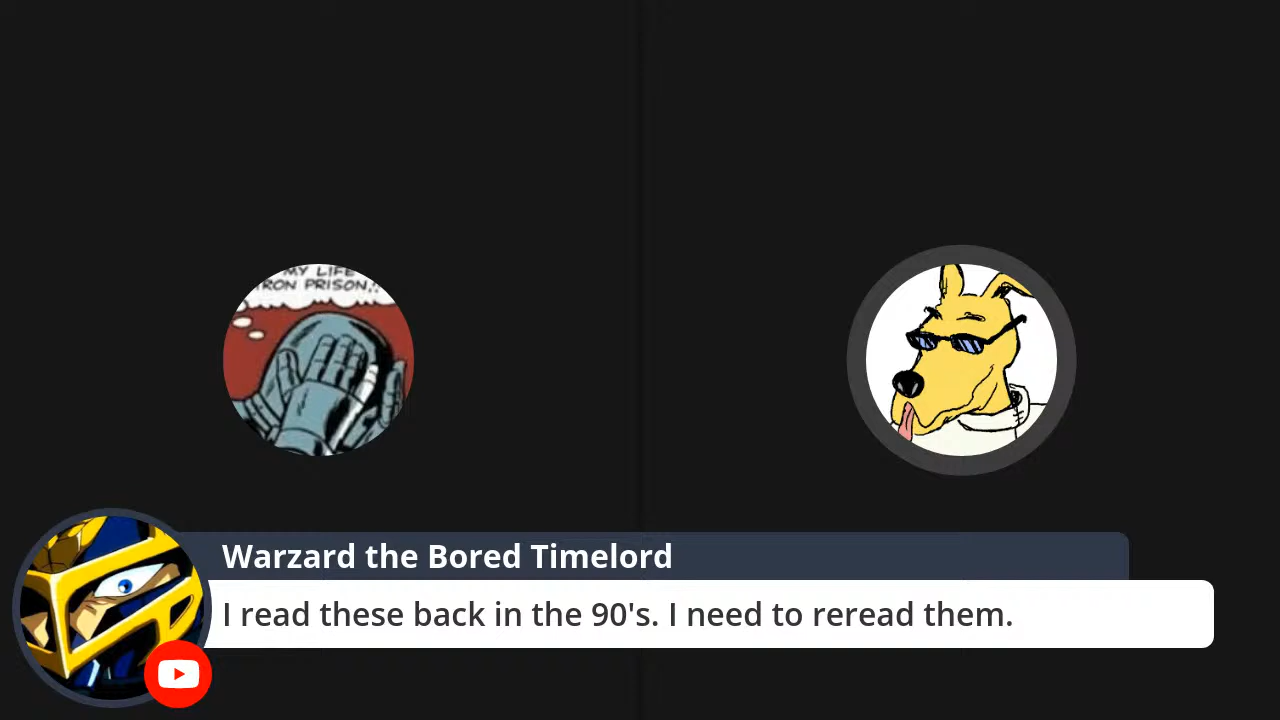 MY LIFE
IRON PRISON..
Warzard the Bored Timelord
I read these back in the 90's. I need to reread them.